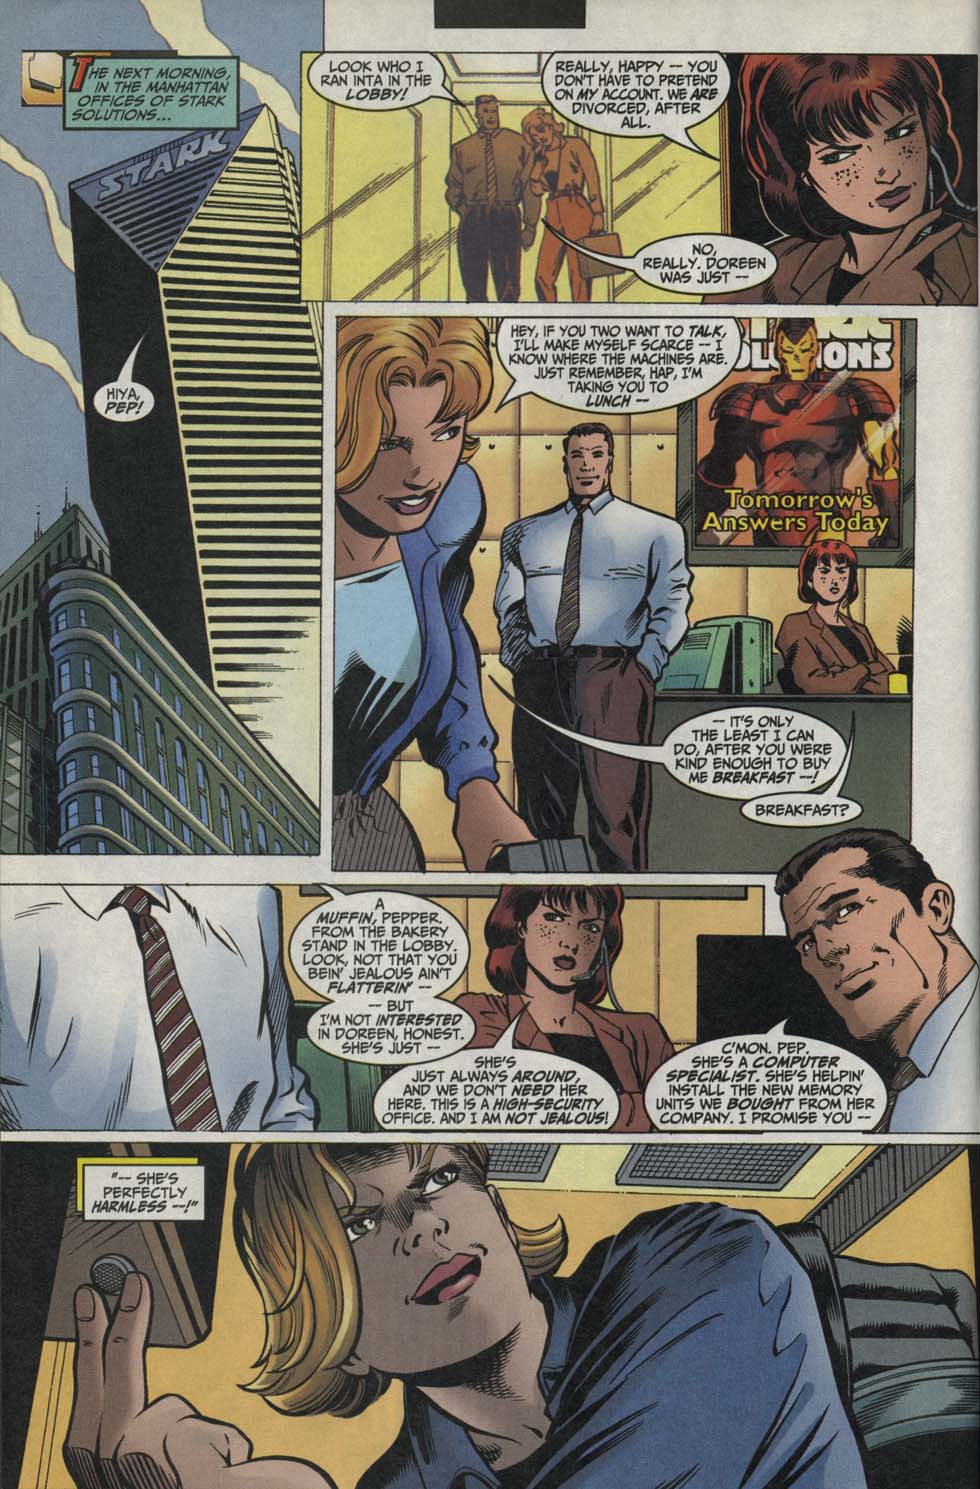 THE NEXT MORNING,
IN THE MANHATTAN
OFFICES OF STARK
SOLUTIONS...
STARK
HIYA,
PEP!
LOOK WHO I
RAN INTA IN THE
LOBBY!
REALLY, HAPPY -- YOU
DON'T HAVE TO PRETEND
ON MY ACCOUNT. WE ARE
DIVORCED, AFTER
ALL.
NO,
REALLY. DOREEN
WAS JUST --
HEY, IF YOU TWO WANT TO TALK,
I'LL MAKE MYSELF SCARCE -- I
KNOW WHERE THE MACHINES ARE.
JUST REMEMBER, HAP, I'M
TAKING YOU TO
LUNCH --
Tomorrow's
Answers Today
-- IT'S ONLY
THE LEAST I CAN
DO, AFTER YOU WERE
KIND ENOUGH TO BUY
ME BREAKFAST --!
BREAKFAST?
A
MUFFIN, PEPPER.
FROM THE BAKERY
STAND IN THE LOBBY.
LOOK, NOT THAT YOU
BEIN' JEALOUS AIN'T
FLATTERIN' --
-- BUT
I'M NOT INTERESTED
IN DOREEN, HONEST.
SHE'S JUST --
SHE'S
JUST ALWAYS AROUND,
AND WE DON'T NEED HER
HERE. THIS IS A HIGH-SECURITY
OFFICE. AND I AM NOT JEALOUS!
C'MON. PEP.
SHE'S A COMPUTER
SPECIALIST. SHE'S HELPIN'
INSTALL THE NEW MEMORY
UNITS WE BOUGHT FROM HER
COMPANY. I PROMISE YOU --
"-- SHE'S
PERFECTLY
HARMLESS --!"